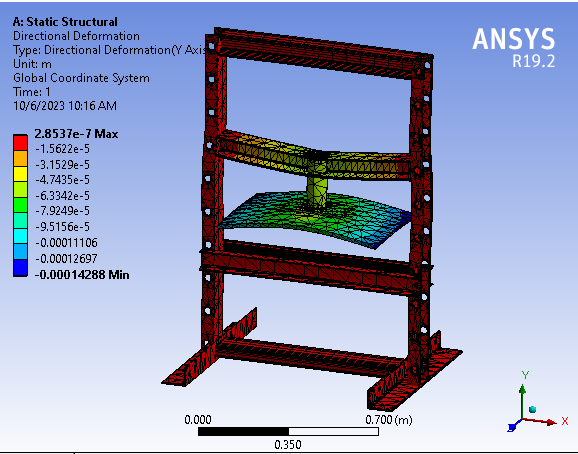 A: Static Structural
Directional Deformation
Type: Directional Deformation(Y Axis
Unit: m
Global Coordinate System
Time: 1
10/6/2023 10:16 AM
ANSYS
R19.2
2.8537e-7 Max
-1.5622e-5
-3.1529e-5
-4.7435e-5
-6.3342e-5
-7.9249e-5
-9.5156e-5
-0.00011106
-0.00012697
-0.00014288 Min
0.000
0.700 (m)
0.350
Y
X